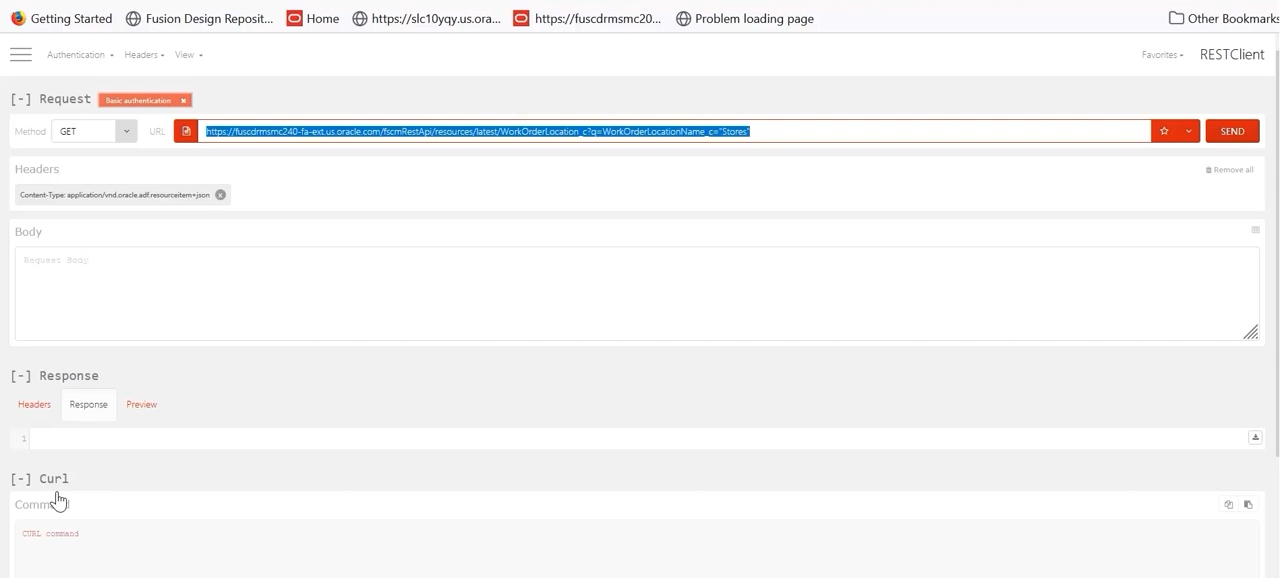 Getting Started Fusion Design Reposit... Home https://slc10yqy.us.ora... https://fuscdrmsmc20... Problem loading page Other Bookmarks
Authentication Headers View Favorites RESTClient
[-] Request Basic authentication ×
Method GET URL https://fuscdrmsmc240-fa-ext.us.oracle.com/fscmRestApi/resources/latest/WorkOrderLocation_c?q=WorkOrderLocationName_c="Stores" SEND
Headers Remove all
Content-Type: application/vnd.oracle.adf.resourceitem+json
Body
Request Body
[-] Response
Headers Response Preview
1
[-] Curl
CURL command